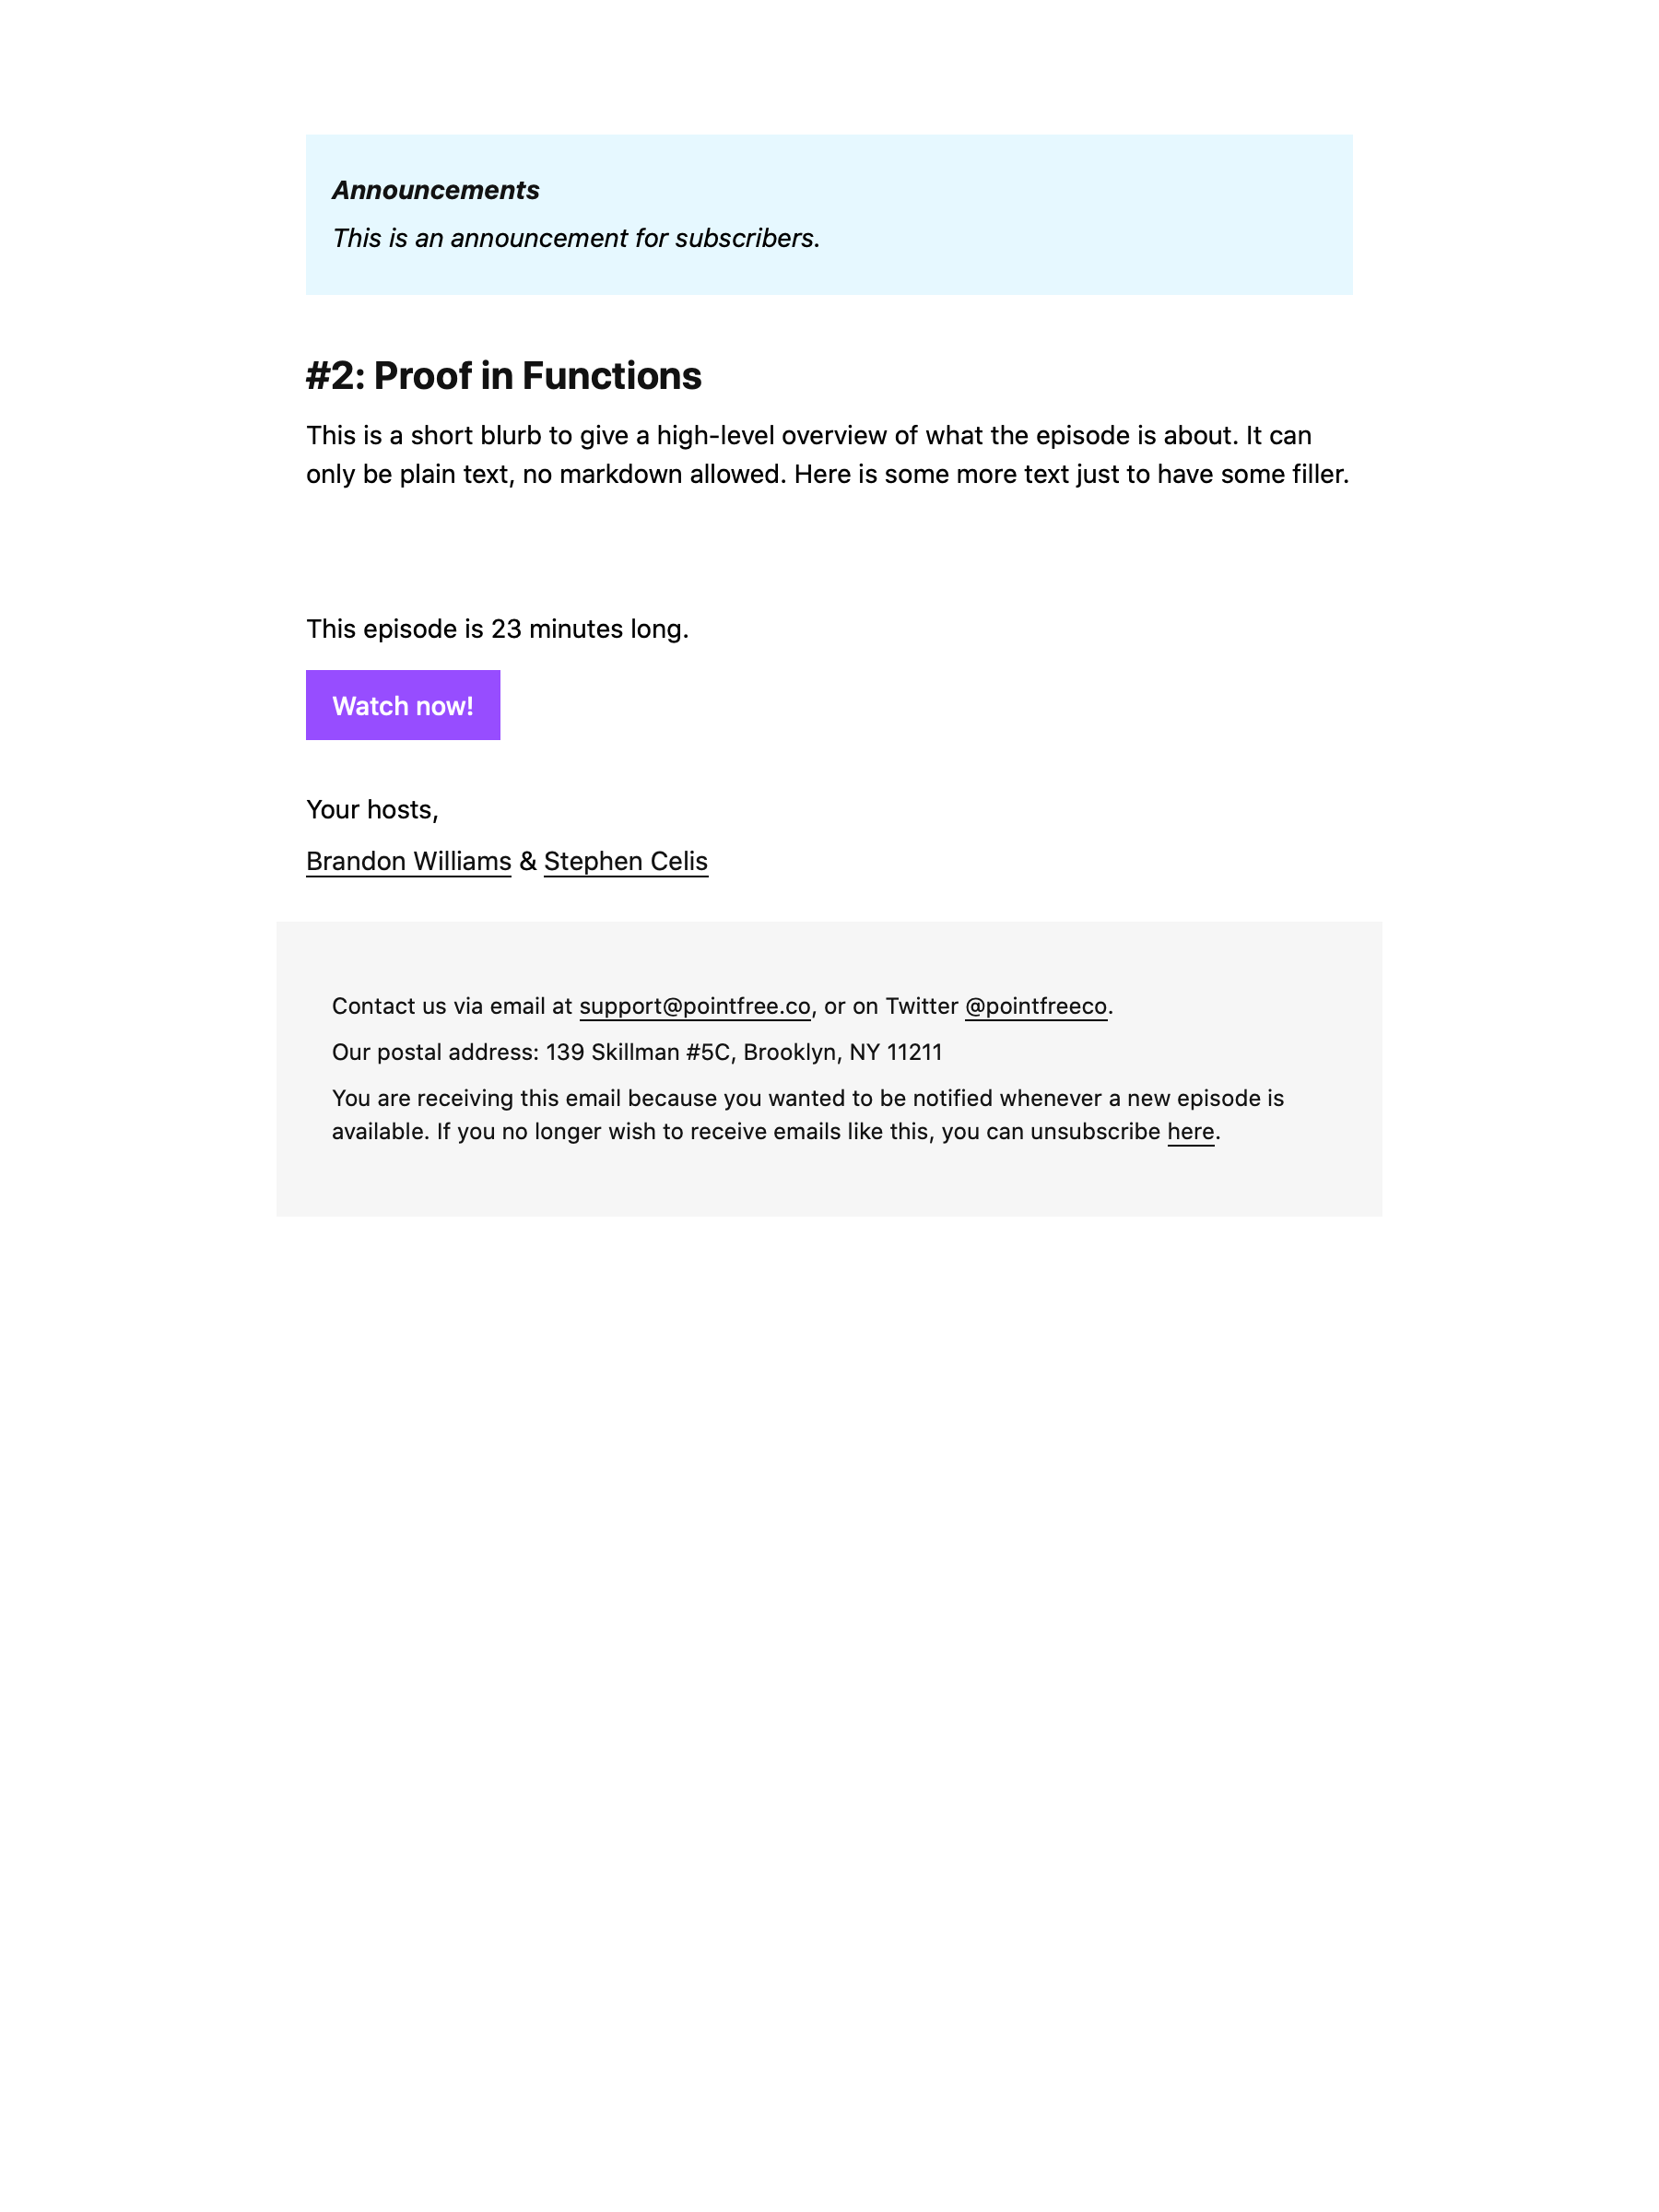 Announcements
This is an announcement for subscribers.
#2: Proof in Functions
This is a short blurb to give a high-level overview of what the episode is about. It can
only be plain text, no markdown allowed. Here is some more text just to have some filler.
This episode is 23 minutes long.
Watch now!
Your hosts,
Brandon Williams & Stephen Celis
Contact us via email at support@pointfree.co, or on Twitter @pointfreeco.
Our postal address: 139 Skillman #5C, Brooklyn, NY 11211
You are receiving this email because you wanted to be notified whenever a new episode is
available. If you no longer wish to receive emails like this, you can unsubscribe here.